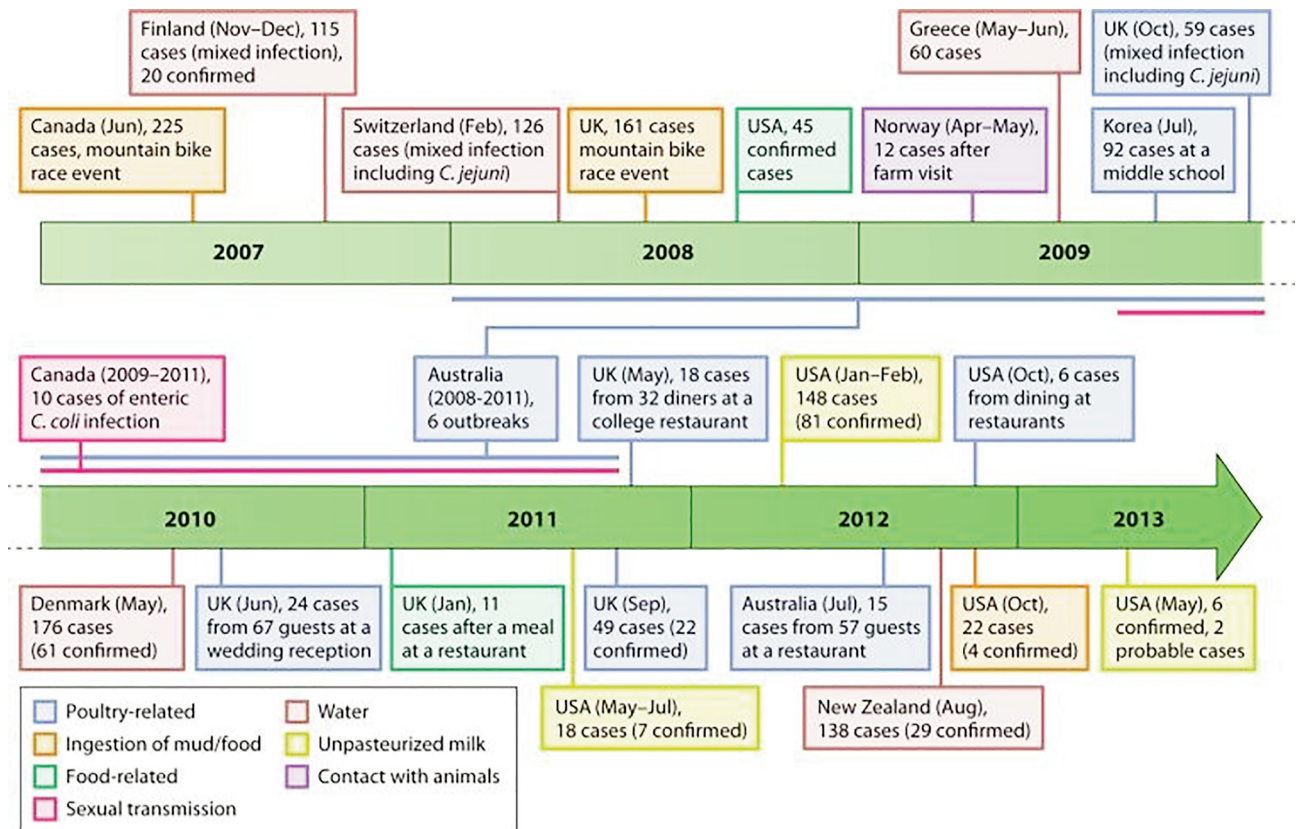 Finland (Nov–Dec), 115
cases (mixed infection),
20 confirmed
Greece (May–Jun),
60 cases
UK (Oct), 59 cases
(mixed infection
including C. jejuni)
Canada (Jun), 225
cases, mountain bike
race event
Switzerland (Feb), 126
cases (mixed infection
including C. jejuni)
UK, 161 cases
mountain bike
race event
USA, 45
confirmed
cases
Norway (Apr–May),
12 cases after
farm visit
Korea (Jul),
92 cases at a
middle school
2007
2008
2009
Canada (2009–2011),
10 cases of enteric
C. coli infection
Australia
(2008-2011),
6 outbreaks
UK (May), 18 cases
from 32 diners at a
college restaurant
USA (Jan–Feb),
148 cases
(81 confirmed)
USA (Oct), 6 cases
from dining at
restaurants
2010
2011
2012
2013
Denmark (May),
176 cases
(61 confirmed)
UK (Jun), 24 cases
from 67 guests at a
wedding reception
UK (Jan), 11
cases after a meal
at a restaurant
UK (Sep),
49 cases (22
confirmed)
Australia (Jul), 15
cases from 57 guests
at a restaurant
USA (Oct),
22 cases
(4 confirmed)
USA (May), 6
confirmed, 2
probable cases
USA (May–Jul),
18 cases (7 confirmed)
New Zealand (Aug),
138 cases (29 confirmed)
Poultry-related
Ingestion of mud/food
Food-related
Sexual transmission
Water
Unpasteurized milk
Contact with animals